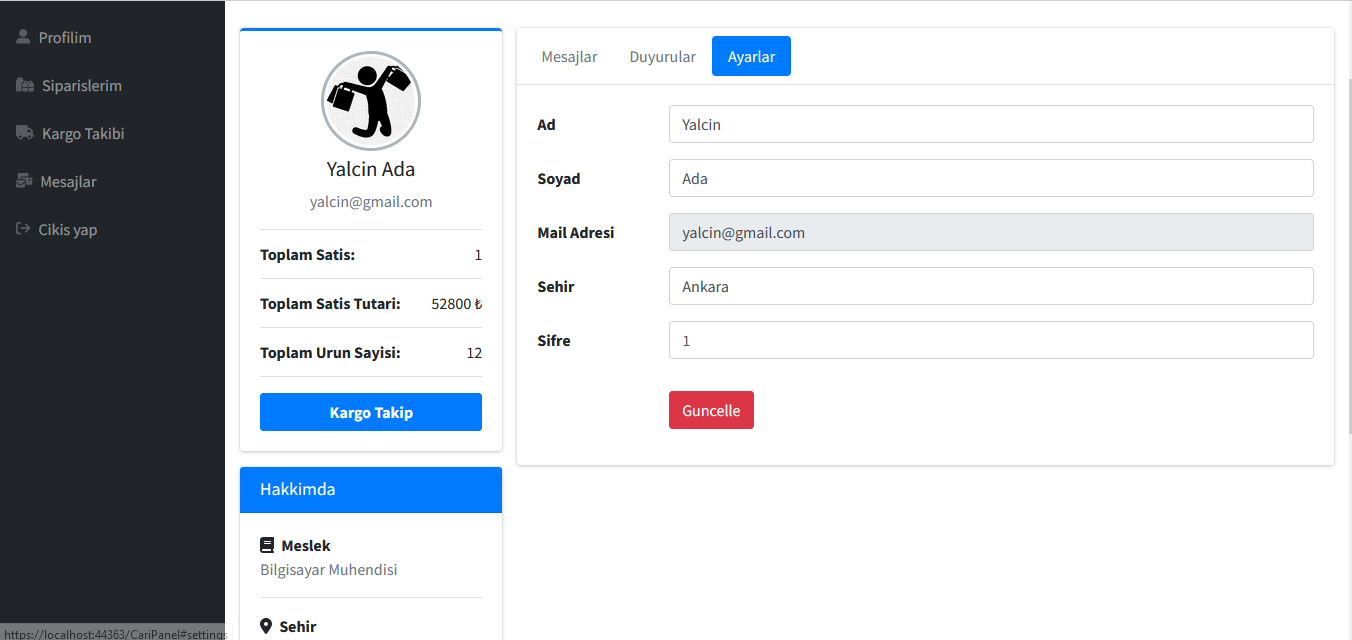 Profilim
Siparislerim
Kargo Takibi
Mesajlar
Cikis yap
Yalcin Ada
yalcin@gmail.com
Toplam Satis: 1
Toplam Satis Tutari: 52800 ₺
Toplam Urun Sayisi: 12
Kargo Takip
Hakkimda
Meslek
Bilgisayar Muhendisi
Sehir
Mesajlar Duyurular Ayarlar
Ad Yalcin
Soyad Ada
Mail Adresi yalcin@gmail.com
Sehir Ankara
Sifre 1
Guncelle
https://localhost:44363/CariPanel#settings